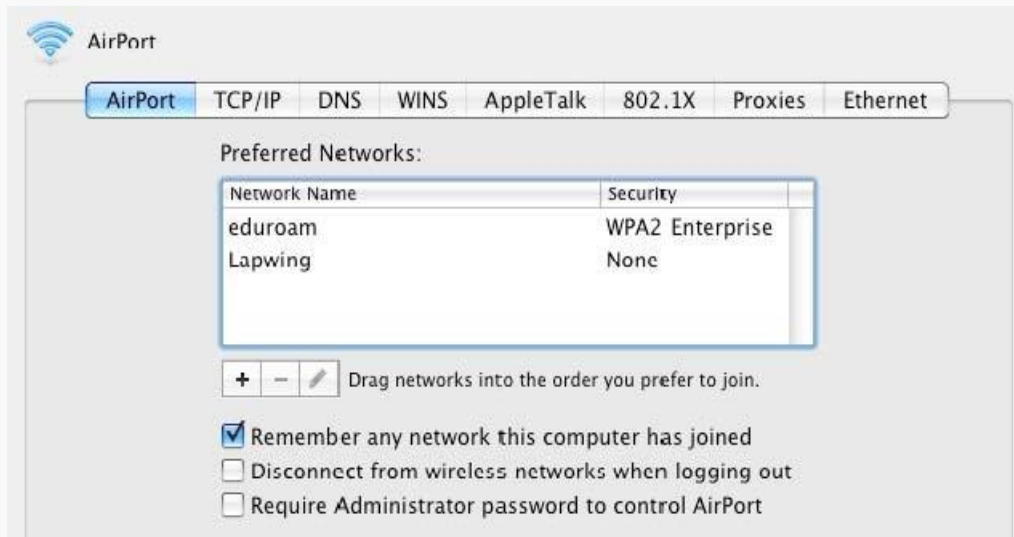 AirPort
AirPort TCP/IP DNS WINS AppleTalk 802.1X Proxies Ethernet
Preferred Networks:
Network Name Security
eduroam WPA2 Enterprise
Lapwing None
+ − Drag networks into the order you prefer to join.
Remember any network this computer has joined
Disconnect from wireless networks when logging out
Require Administrator password to control AirPort